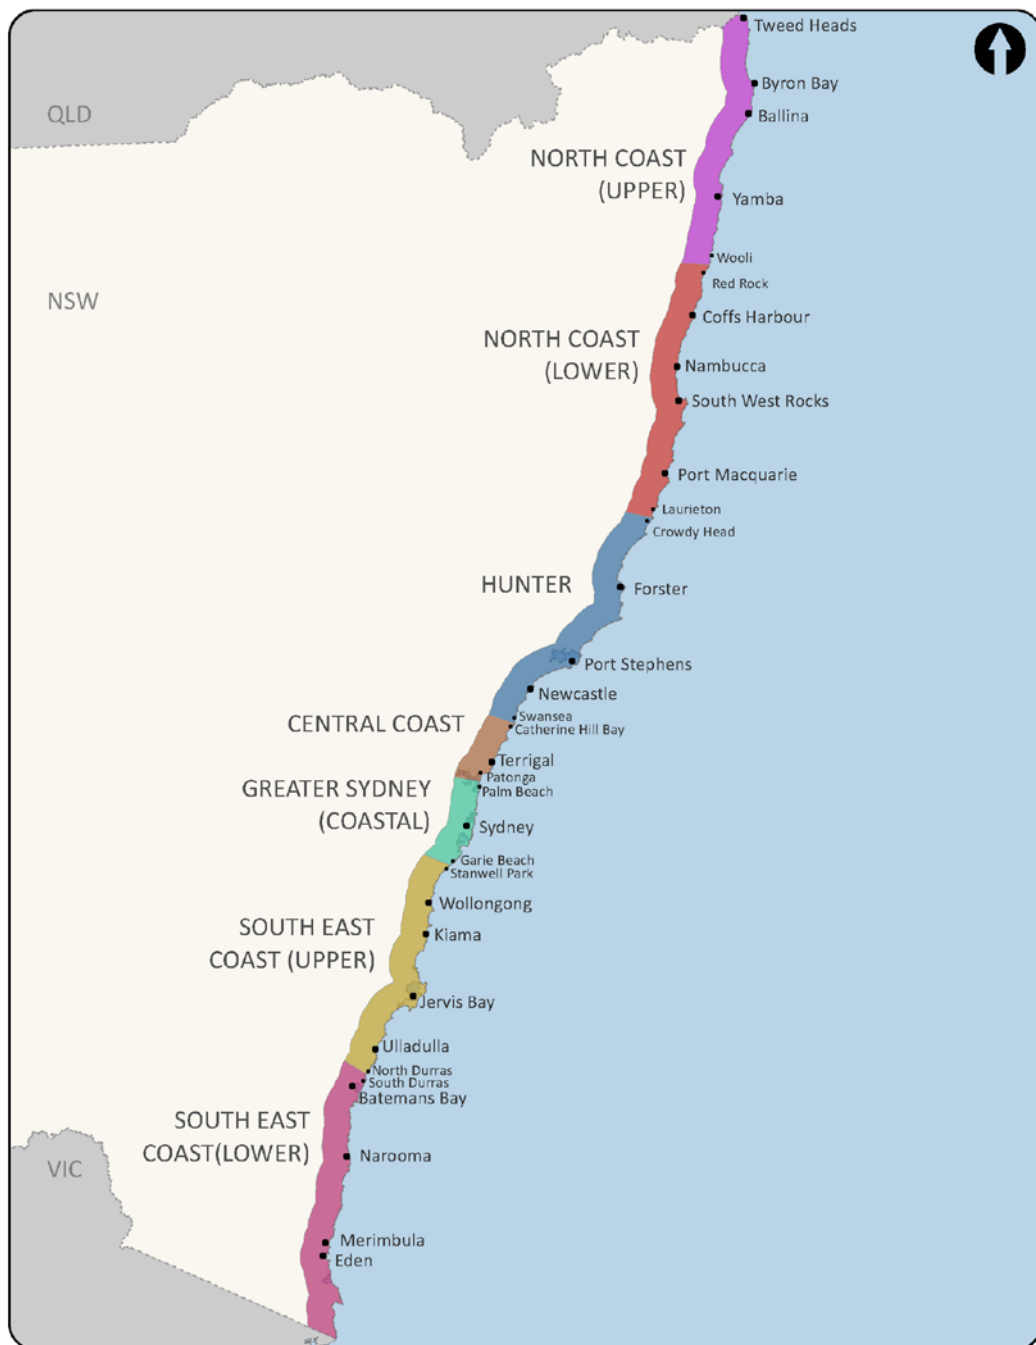 Tweed Heads
Byron Bay
QLD
Ballina
NORTH COAST
(UPPER)
Yamba
Wooli
Red Rock
NSW
Coffs Harbour
NORTH COAST
(LOWER)
Nambucca
South West Rocks
Port Macquarie
Laurieton
Crowdy Head
HUNTER
Forster
Port Stephens
Newcastle
Swansea
CENTRAL COAST
Catherine Hill Bay
Terrigal
Patonga
GREATER SYDNEY
(COASTAL)
Palm Beach
Sydney
Garie Beach
Stanwell Park
Wollongong
SOUTH EAST
COAST (UPPER)
Kiama
Jervis Bay
Ulladulla
North Durras
South Durras
Batemans Bay
SOUTH EAST
COAST(LOWER)
Narooma
VIC
Merimbula
Eden